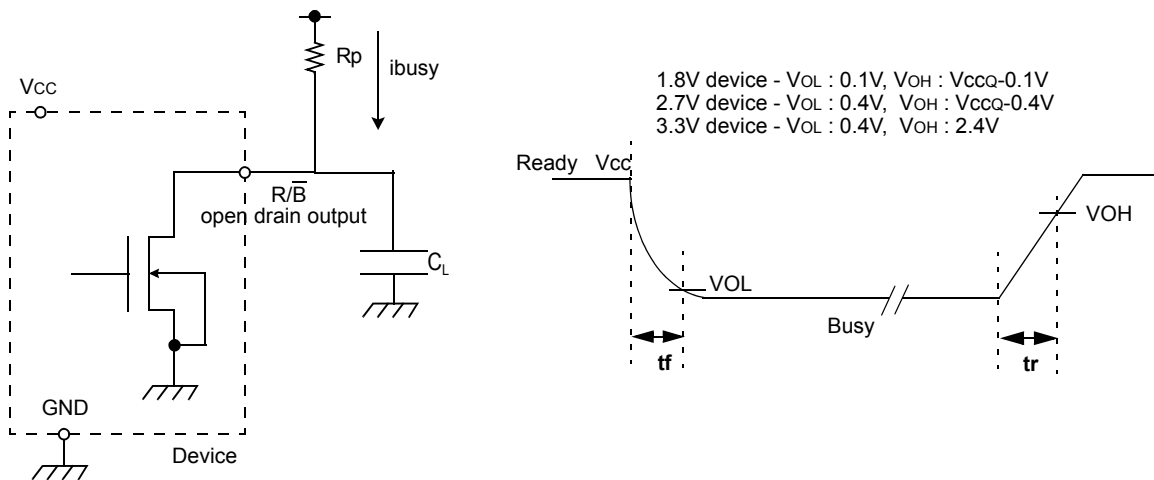 Rp
ibusy
VCC
R/B̅
open drain output
CL
GND
Device
1.8V device - VOL : 0.1V, VOH : VCCQ-0.1V
2.7V device - VOL : 0.4V, VOH : VCCQ-0.4V
3.3V device - VOL : 0.4V, VOH : 2.4V
Ready Vcc
VOH
VOL
Busy
tf
tr